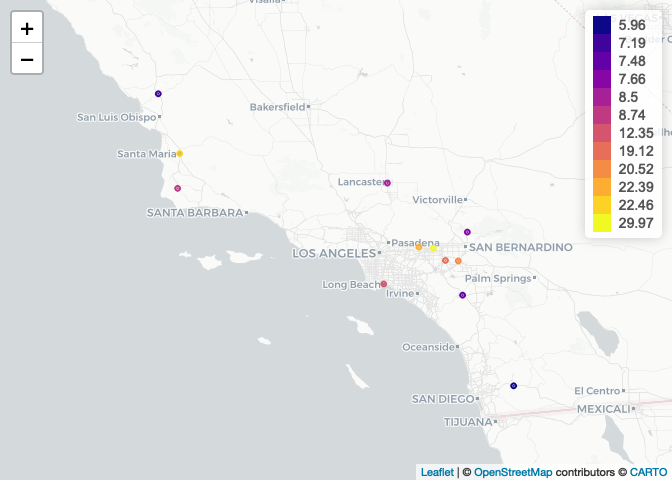 Visalia
+
−
Bakersfield
San Luis Obispo
Santa Maria
Lancaster
Victorville
SANTA BARBARA
Pasadena
LOS ANGELES
SAN BERNARDINO
Palm Springs
Long Beach
Irvine
Oceanside
SAN DIEGO
El Centro
MEXICALI
TIJUANA
5.96
7.19
7.48
7.66
8.5
8.74
12.35
19.12
20.52
22.39
22.46
29.97
Leaflet | © OpenStreetMap contributors © CARTO